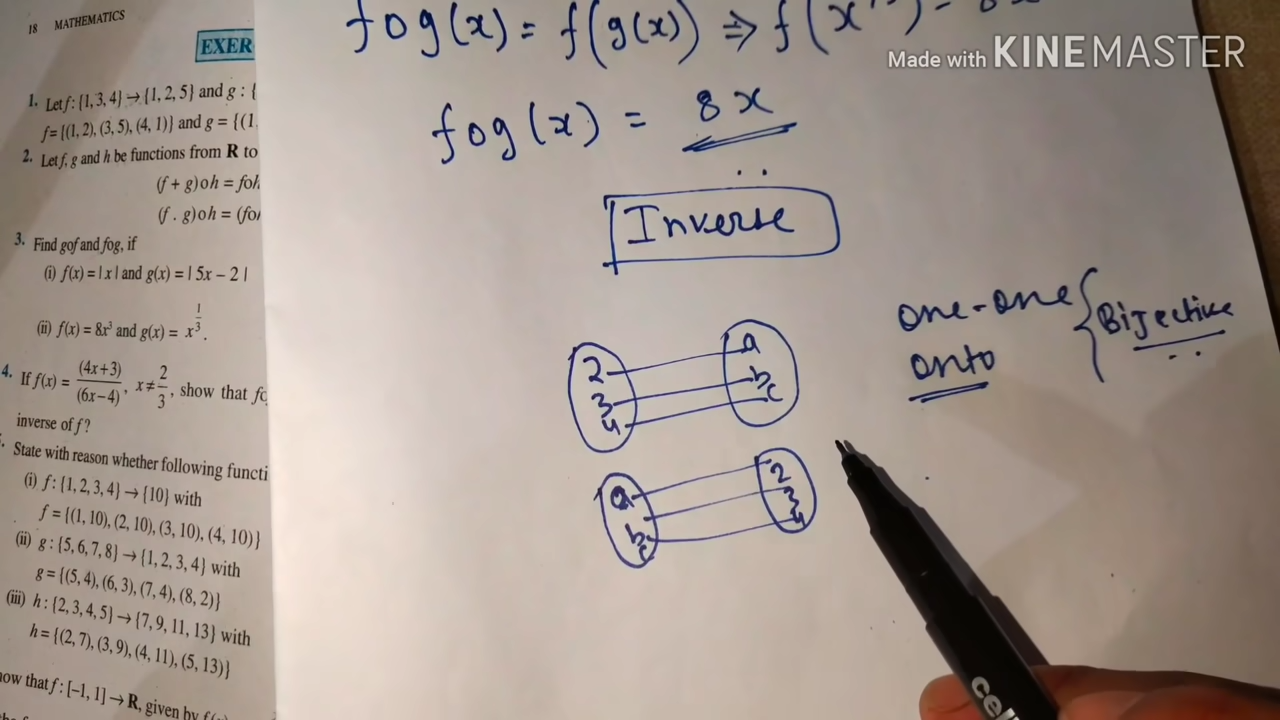 18 MATHEMATICS
EXER
1. Let f : {1, 3, 4} → {1, 2, 5} and g : {
f = {(1, 2), (3, 5), (4, 1)} and g = {(1
2. Let f, g and h be functions from R to
(f + g)oh = foh
(f . g)oh = (foh
3. Find gof and fog, if
(i) f(x) = | x | and g(x) = | 5x – 2 |
(ii) f(x) = 8x³ and g(x) = x^{1/3}.
4. If f(x) = (4x+3)/(6x–4), x ≠ 2/3, show that fo
inverse of f?
State with reason whether following functi
(i) f : {1, 2, 3, 4} → {10} with
f = {(1, 10), (2, 10), (3, 10), (4, 10)}
(ii) g : {5, 6, 7, 8} → {1, 2, 3, 4} with
g = {(5, 4), (6, 3), (7, 4), (8, 2)}
(iii) h : {2, 3, 4, 5} → {7, 9, 11, 13} with
h = {(2, 7), (3, 9), (4, 11), (5, 13)}
how that f : [–1, 1] → R, given by
fog(x) = f(g(x)) ⇒ f(x
Made with KINEMASTER
fog(x) = 8x
Inverse
one-one
onto
Bijective
2 a
3 b
4 c
a 2
b 3
c 4
cell